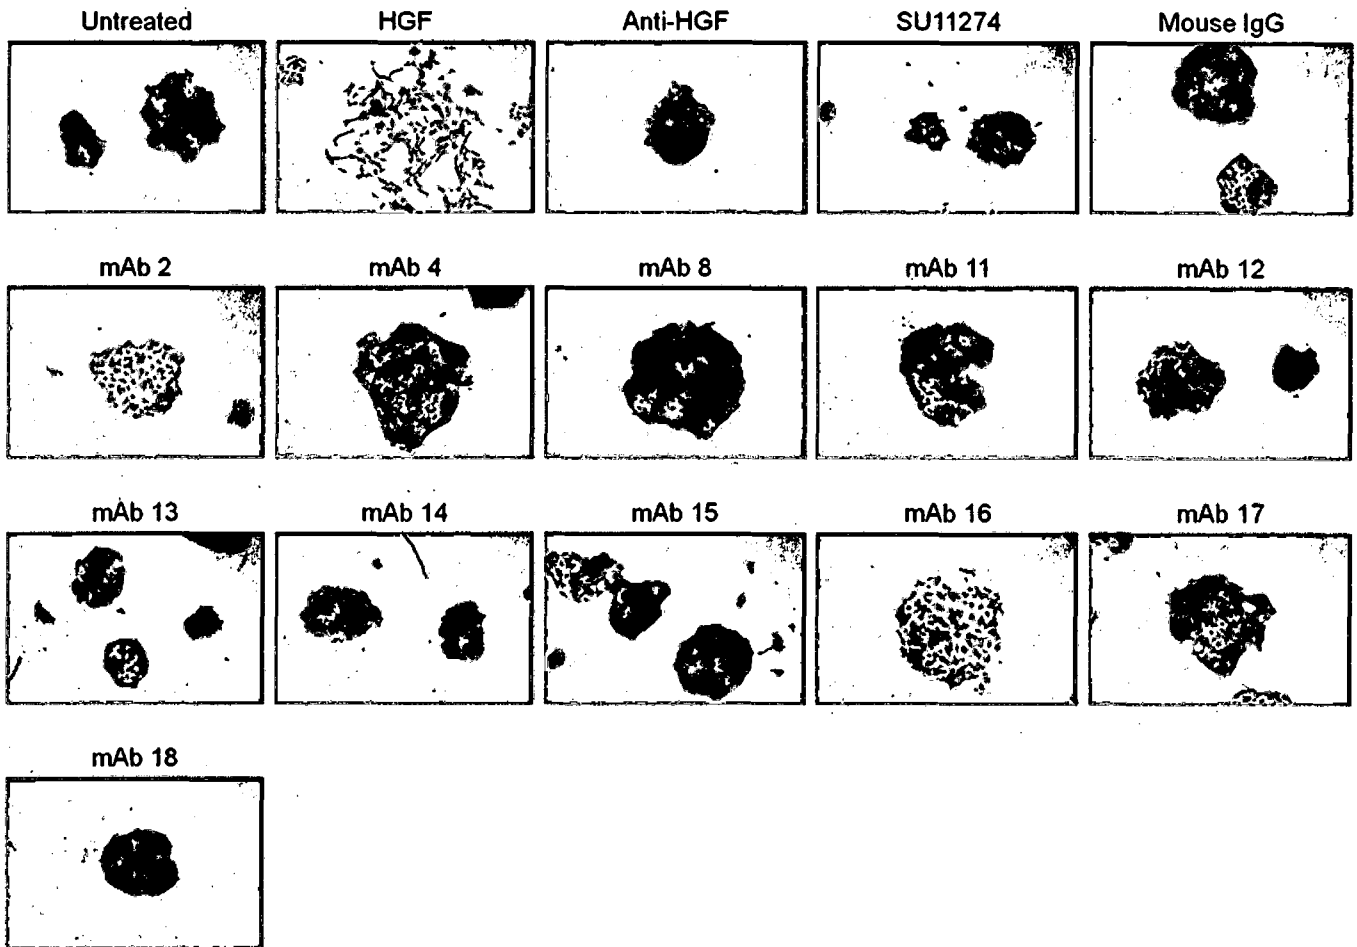 Untreated HGF Anti-HGF SU11274 Mouse IgG
mAb 2 mAb 4 mAb 8 mAb 11 mAb 12
mAb 13 mAb 14 mAb 15 mAb 16 mAb 17
mAb 18